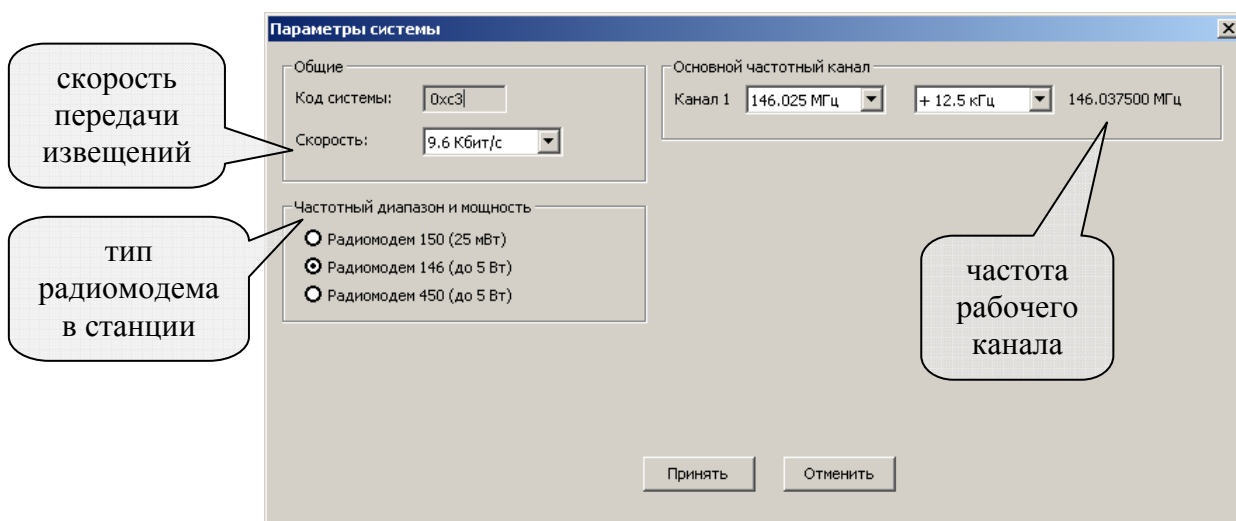 Параметры системы
скорость
передачи
извещений
Общие
Код системы: 0xc3
Скорость: 9.6 Кбит/с
Основной частотный канал
Канал 1 146.025 МГц + 12.5 кГц 146.037500 МГц
тип
радиомодема
в станции
Частотный диапазон и мощность
Радиомодем 150 (25 мВт)
Радиомодем 146 (до 5 Вт)
Радиомодем 450 (до 5 Вт)
частота
рабочего
канала
Принять Отменить